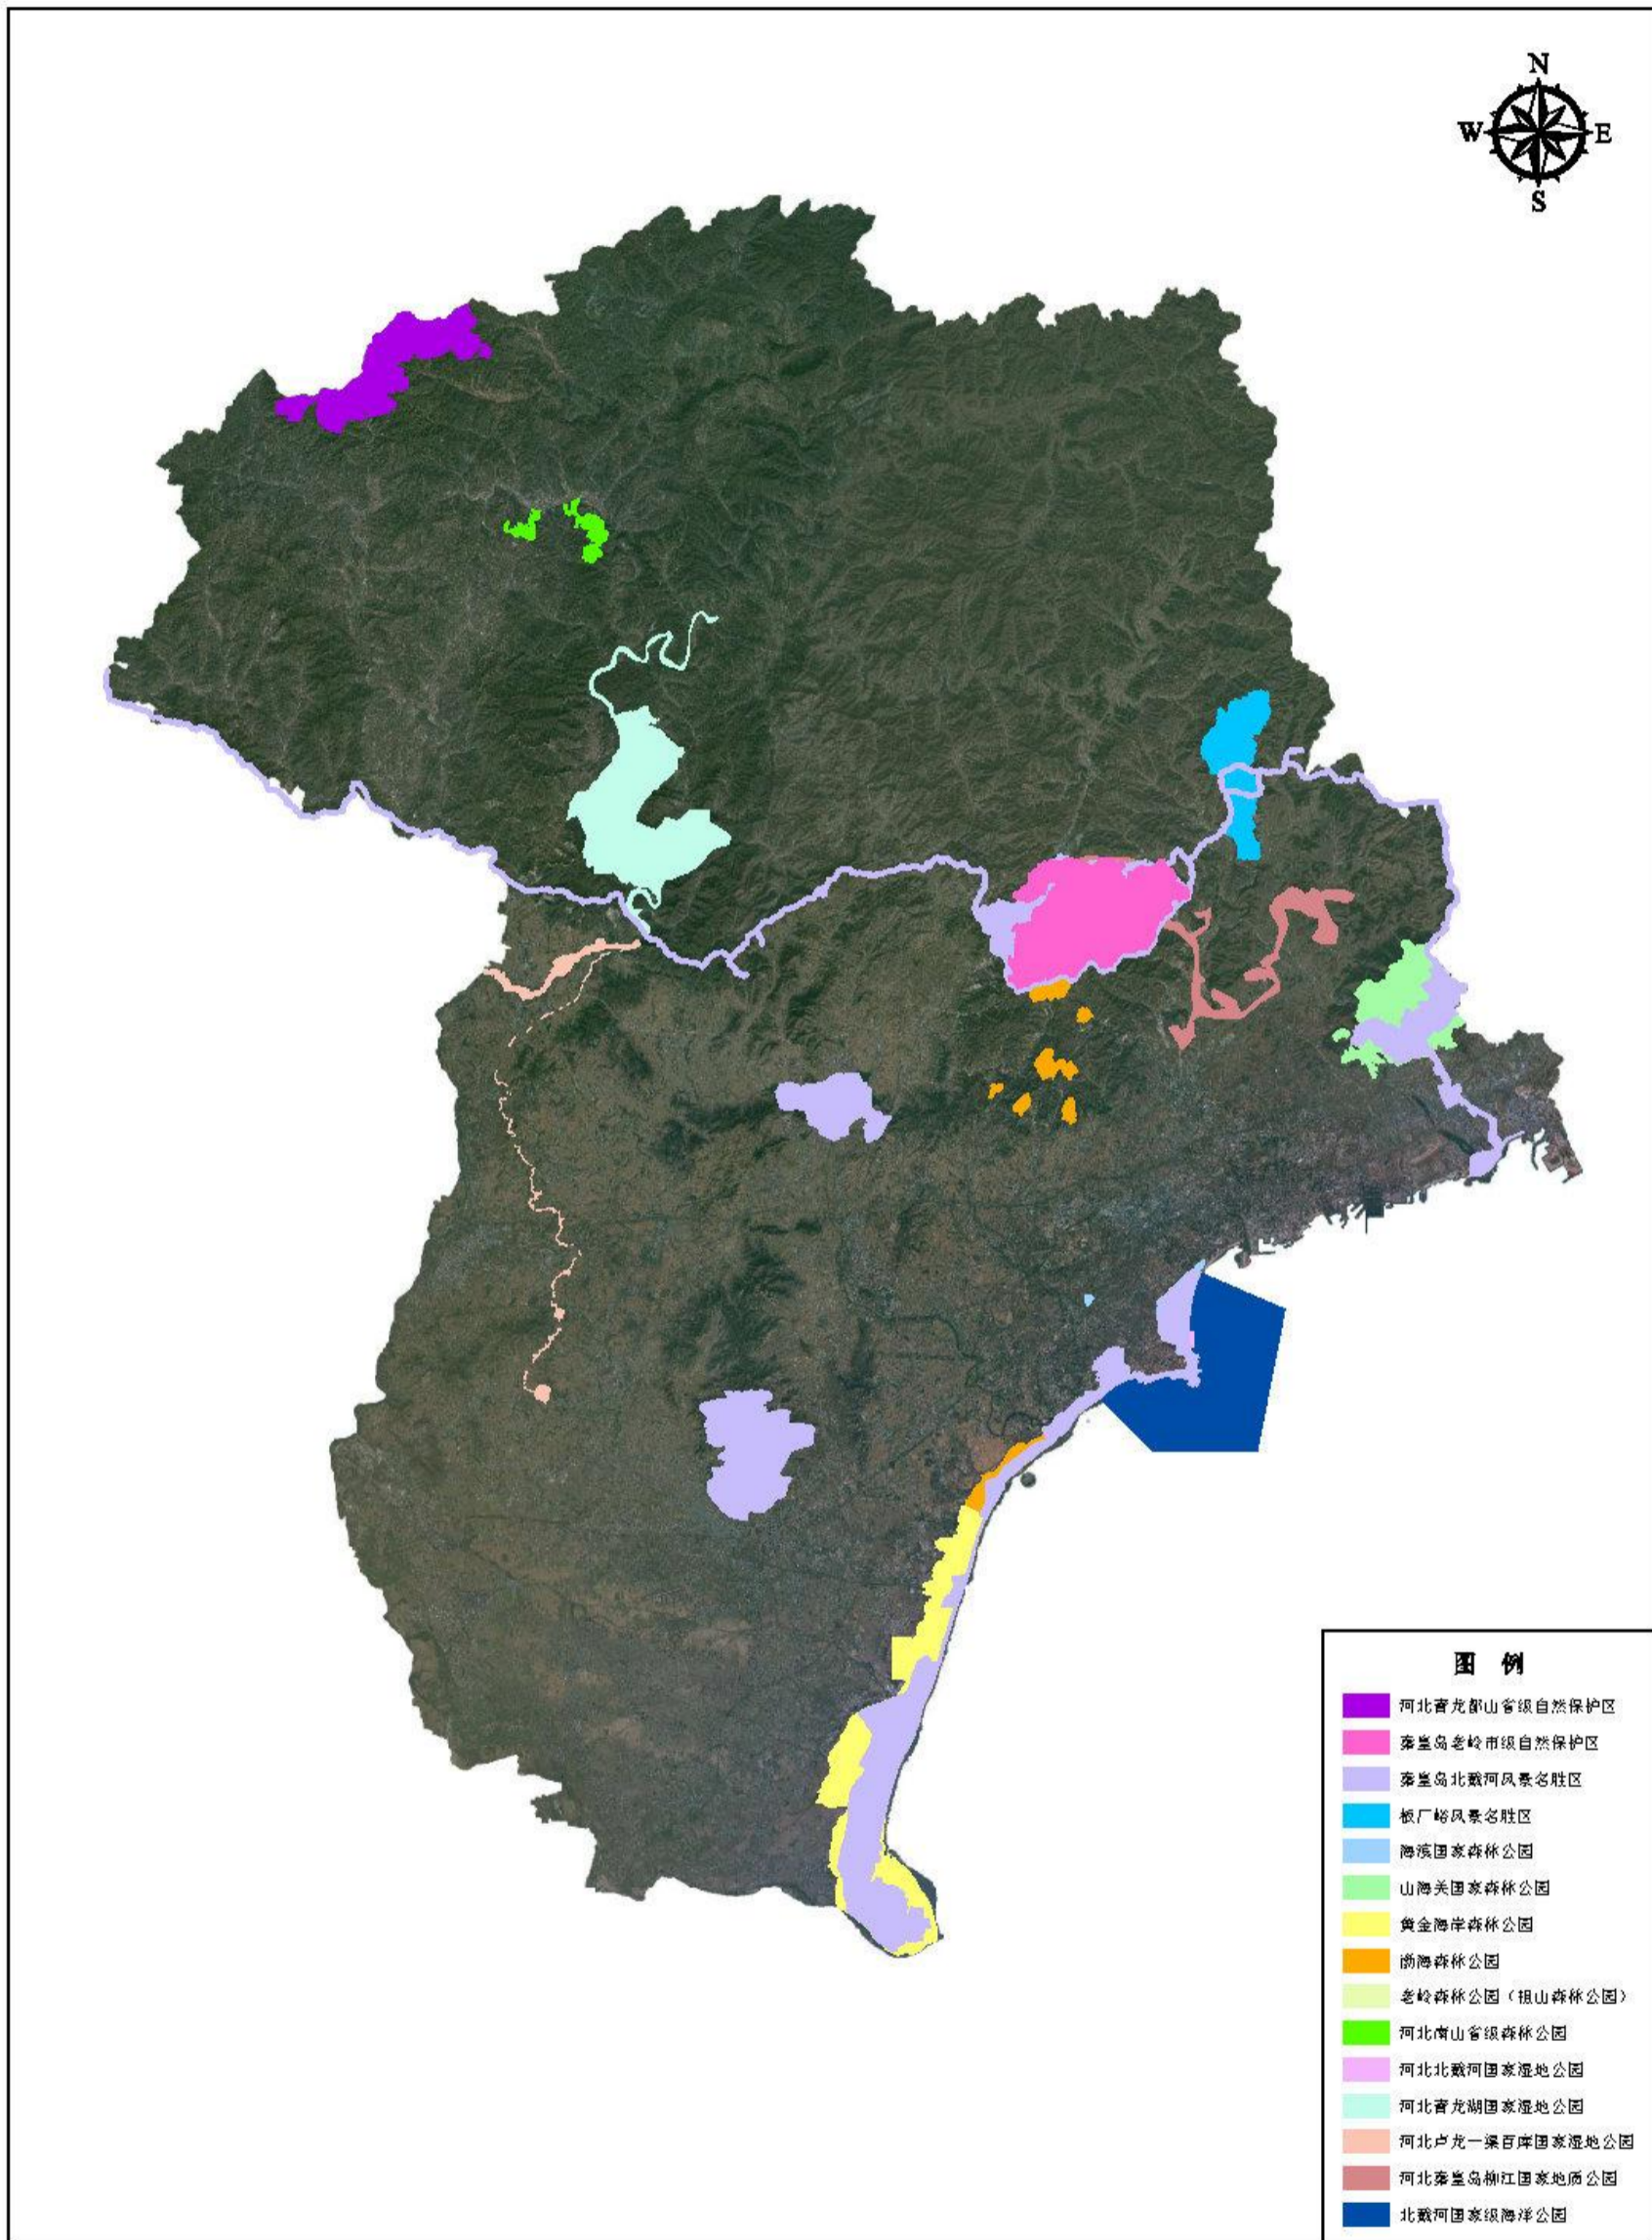 N
W
E
S
图 例
河北青龙都山省级自然保护区
秦皇岛老岭市级自然保护区
秦皇岛北戴河风景名胜区
板厂峪风景名胜区
海滨国家森林公园
山海关国家森林公园
黄金海岸森林公园
渤海森林公园
老岭森林公园（祖山森林公园）
河北南山省级森林公园
河北北戴河国家湿地公园
河北青龙湖国家湿地公园
河北卢龙一渠百库国家湿地公园
河北秦皇岛柳江国家地质公园
北戴河国家级海洋公园